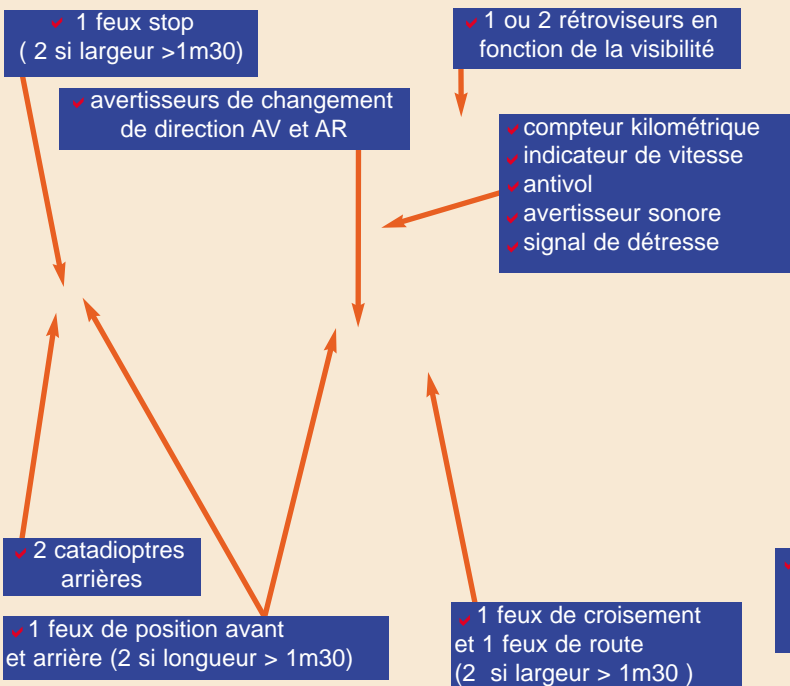 ✓ 1 feux stop
( 2 si largeur >1m30)
✓ 1 ou 2 rétroviseurs en
fonction de la visibilité
✓ avertisseurs de changement
de direction AV et AR
✓ compteur kilométrique
✓ indicateur de vitesse
✓ antivol
✓ avertisseur sonore
✓ signal de détresse
✓ 2 catadioptres
arrières
✓ 1 feux de position avant
et arrière (2 si longueur > 1m30)
✓ 1 feux de croisement
et 1 feux de route
(2 si largeur > 1m30 )
✓